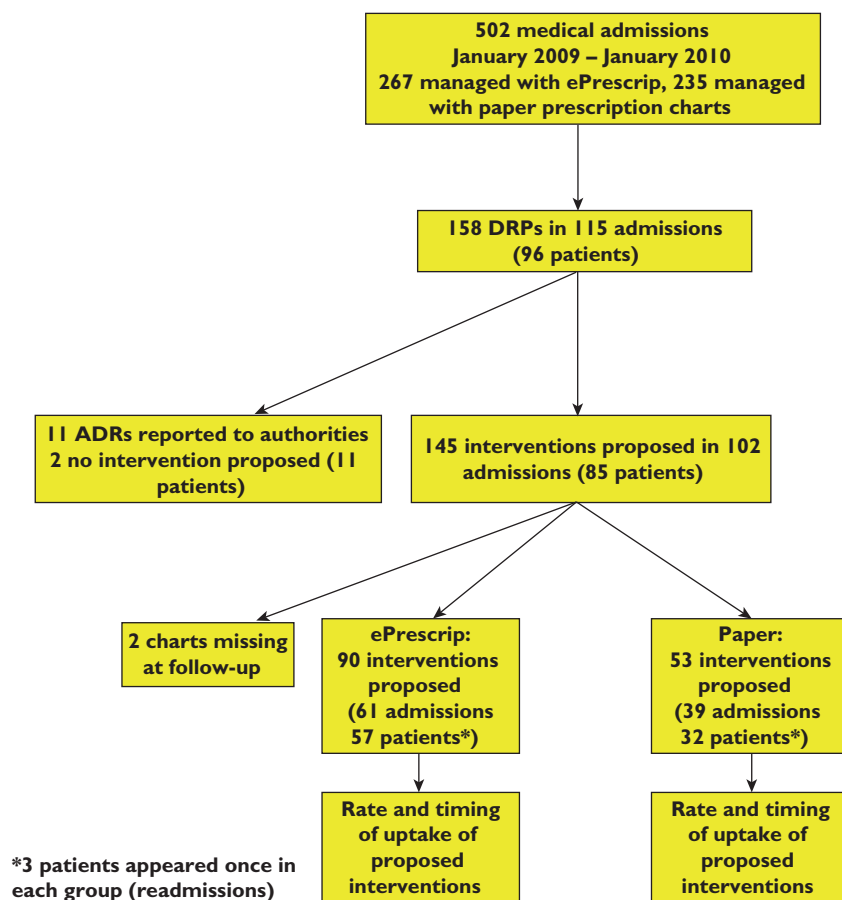 502 medical admissions
January 2009 – January 2010
267 managed with ePrescrip, 235 managed
with paper prescription charts
158 DRPs in 115 admissions
(96 patients)
11 ADRs reported to authorities
2 no intervention proposed (11
patients)
145 interventions proposed in 102
admissions (85 patients)
2 charts missing
at follow-up
ePrescrip:
90 interventions
proposed
(61 admissions
57 patients*)
Paper:
53 interventions
proposed
(39 admissions
32 patients*)
Rate and timing
of uptake of
proposed
interventions
Rate and timing
of uptake of
proposed
interventions
*3 patients appeared once in
each group (readmissions)